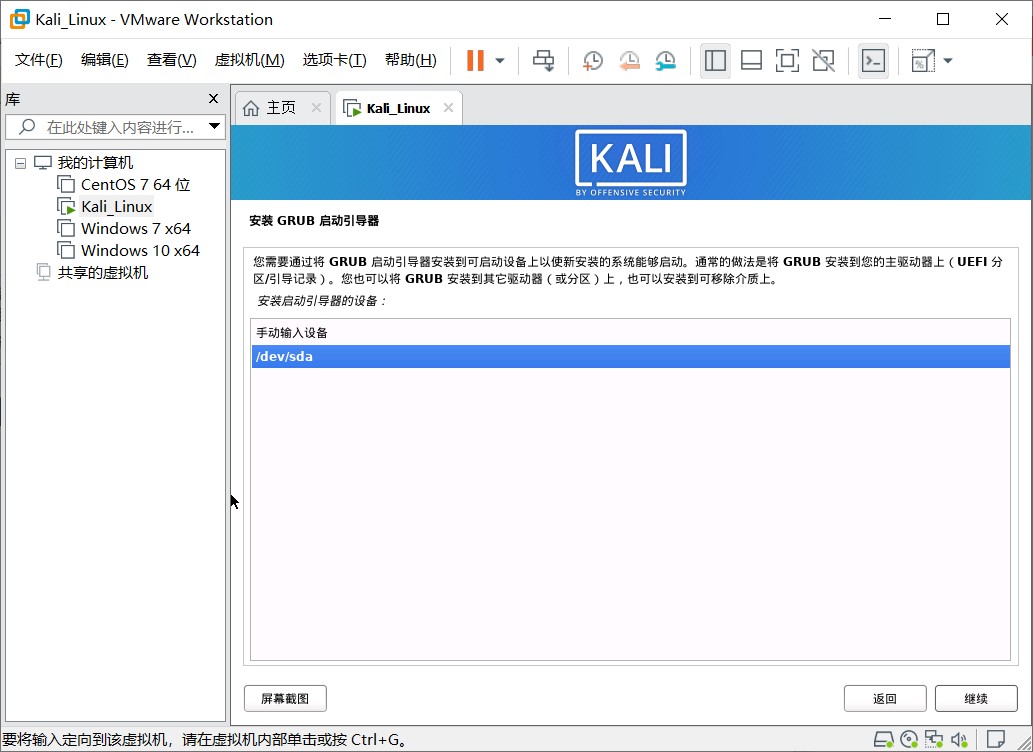 Kali_Linux - VMware Workstation
文件(F) 编辑(E) 查看(V) 虚拟机(M) 选项卡(T) 帮助(H)
库
在此处键入内容进行...
我的计算机
CentOS 7 64 位
Kali_Linux
Windows 7 x64
Windows 10 x64
共享的虚拟机
主页 Kali_Linux
KALI
BY OFFENSIVE SECURITY
安装 GRUB 启动引导器
您需要通过将 GRUB 启动引导器安装到可启动设备上以使新安装的系统能够启动。通常的做法是将 GRUB 安装到您的主驱动器上（UEFI 分
区/引导记录）。您也可以将 GRUB 安装到其它驱动器（或分区）上，也可以安装到可移除介质上。
安装启动引导器的设备：
手动输入设备
/dev/sda
屏幕截图 返回 继续
要将输入定向到该虚拟机，请在虚拟机内部单击或按 Ctrl+G。